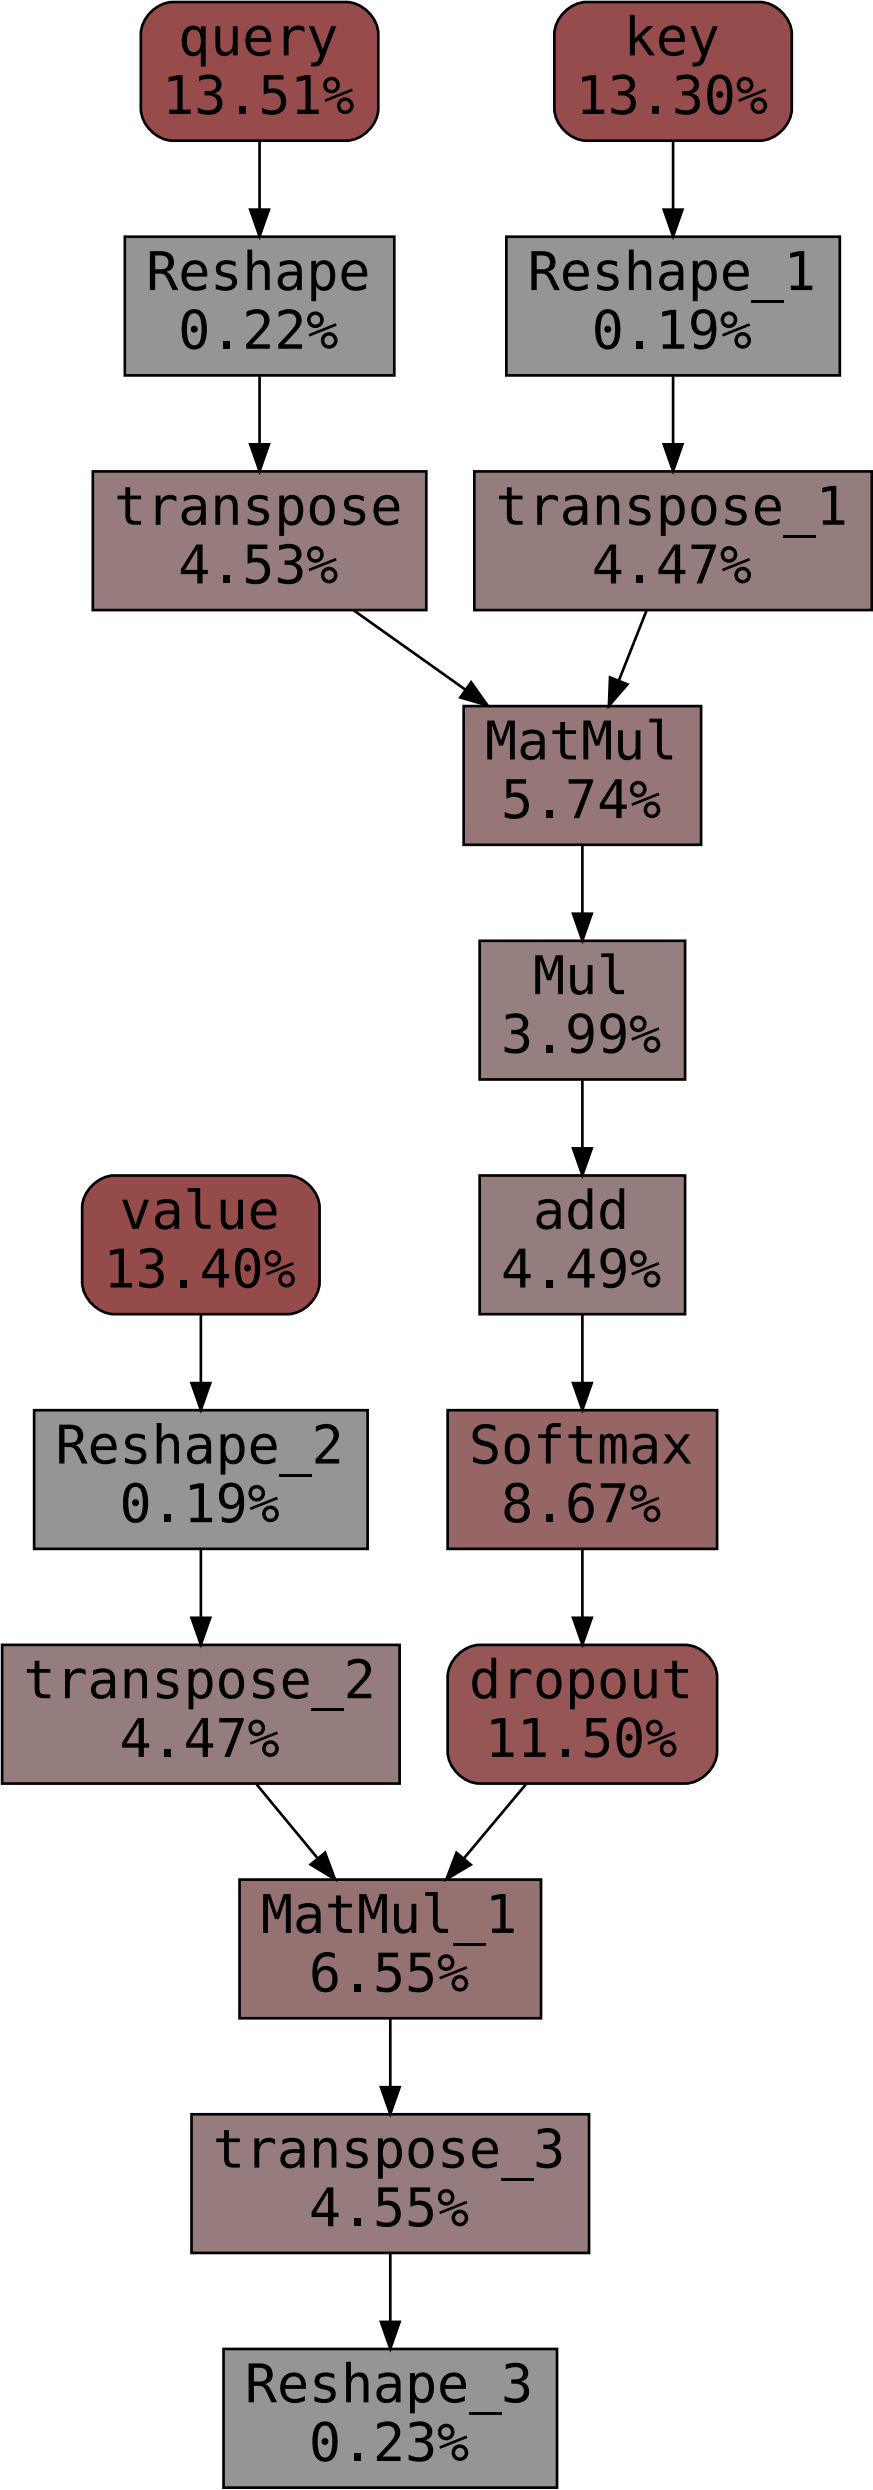 query
13.51%
key
13.30%
Reshape
0.22%
Reshape_1
0.19%
transpose
4.53%
transpose_1
4.47%
MatMul
5.74%
Mul
3.99%
value
13.40%
add
4.49%
Reshape_2
0.19%
Softmax
8.67%
transpose_2
4.47%
dropout
11.50%
MatMul_1
6.55%
transpose_3
4.55%
Reshape_3
0.23%